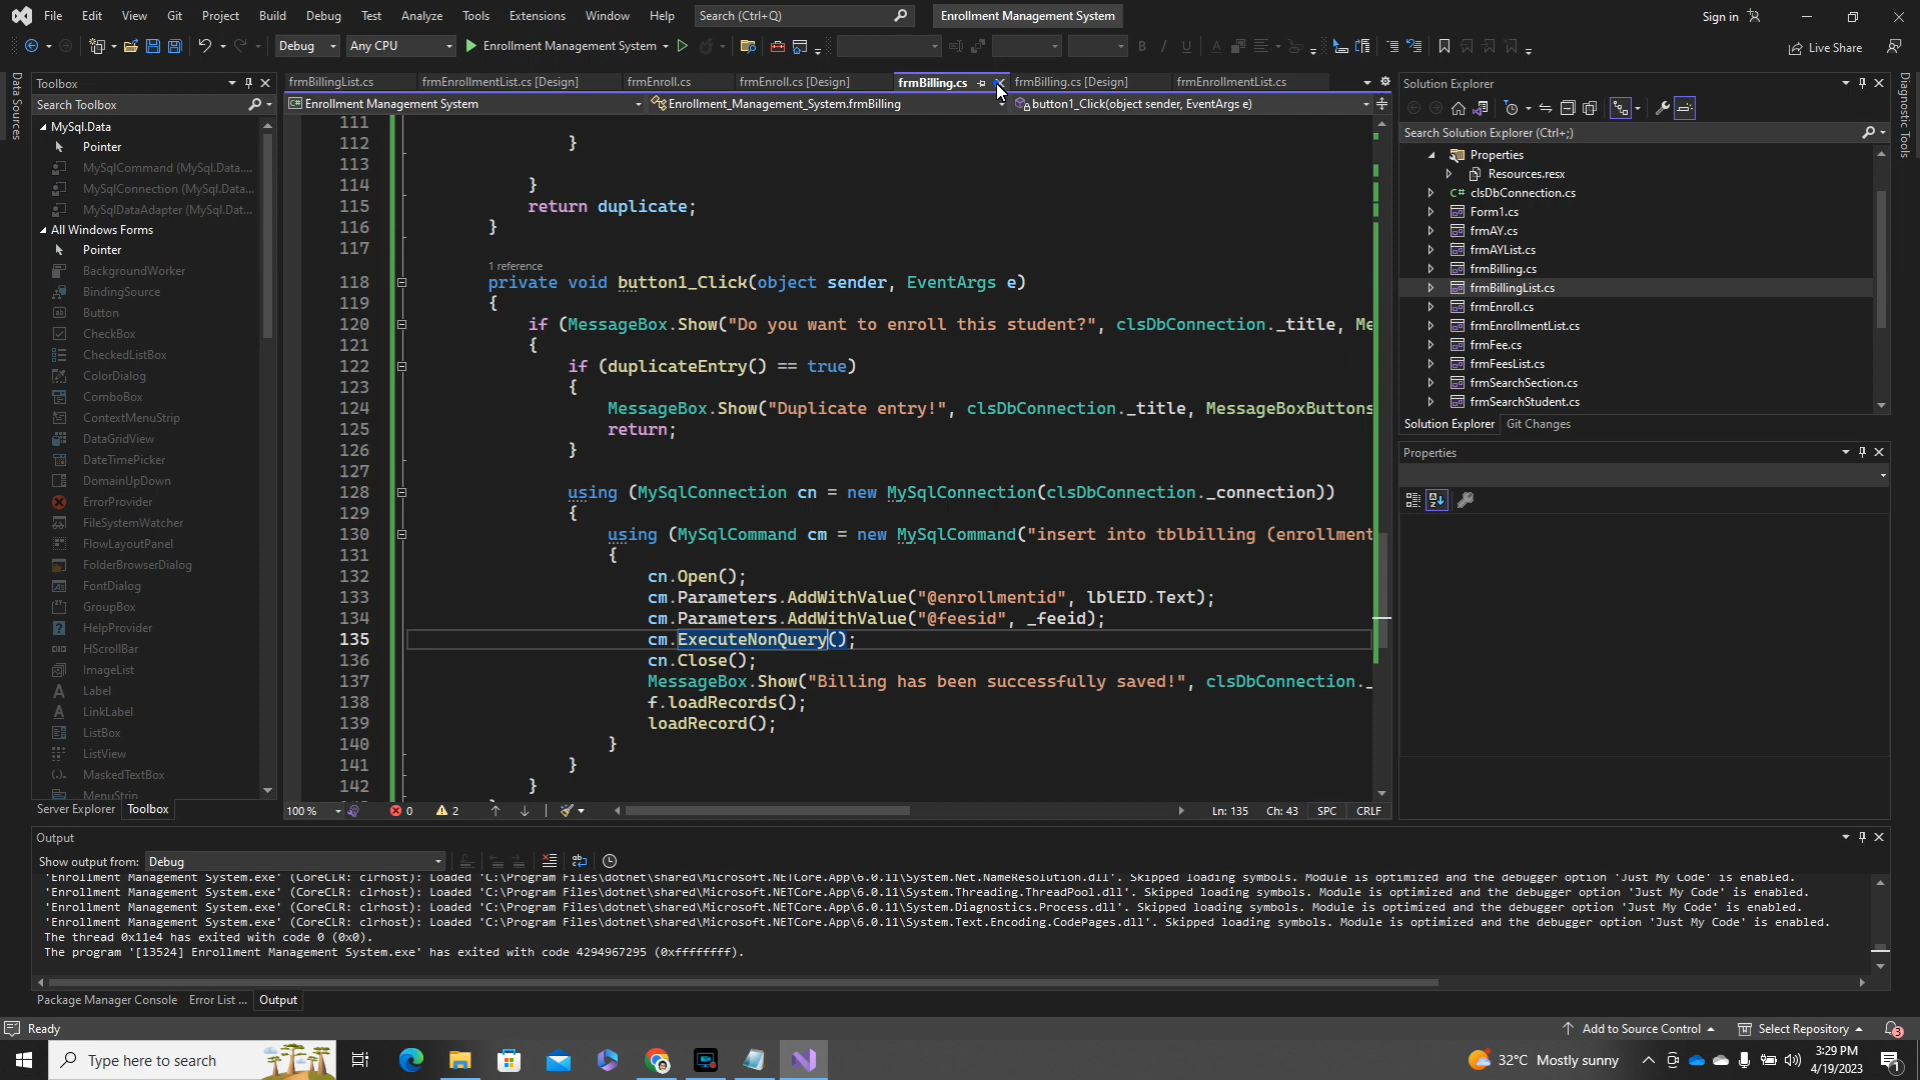 File Edit View Git Project Build Debug Test Analyze Tools Extensions Window Help Search (Ctrl+Q) Enrollment Management System Sign in
Debug Any CPU Enrollment Management System Live Share
Data Sources
Toolbox
Search Toolbox
MySql.Data
Pointer
MySqlCommand (MySql.Data....
MySqlConnection (MySql.Data...
MySqlDataAdapter (MySql.Dat...
All Windows Forms
Pointer
BackgroundWorker
BindingSource
Button
CheckBox
CheckedListBox
ColorDialog
ComboBox
ContextMenuStrip
DataGridView
DateTimePicker
DomainUpDown
ErrorProvider
FileSystemWatcher
FlowLayoutPanel
FolderBrowserDialog
FontDialog
GroupBox
HelpProvider
HScrollBar
ImageList
Label
LinkLabel
ListBox
ListView
MaskedTextBox
MenuStrip
Server Explorer Toolbox
frmBillingList.cs frmEnrollmentList.cs [Design] frmEnroll.cs frmEnroll.cs [Design] frmBilling.cs frmBilling.cs [Design] frmEnrollmentList.cs
Enrollment Management System Enrollment_Management_System.frmBilling button1_Click(object sender, EventArgs e)
111
112 }
113
114 }
115 return duplicate;
116 }
117
1 reference
118 private void button1_Click(object sender, EventArgs e)
119 {
120 if (MessageBox.Show("Do you want to enroll this student?", clsDbConnection._title, Me
121 {
122 if (duplicateEntry() == true)
123 {
124 MessageBox.Show("Duplicate entry!", clsDbConnection._title, MessageBoxButtons
125 return;
126 }
127
128 using (MySqlConnection cn = new MySqlConnection(clsDbConnection._connection))
129 {
130 using (MySqlCommand cm = new MySqlCommand("insert into tblbilling (enrollment
131 {
132 cn.Open();
133 cm.Parameters.AddWithValue("@enrollmentid", lblEID.Text);
134 cm.Parameters.AddWithValue("@feesid", _feeid);
135 cm.ExecuteNonQuery();
136 cn.Close();
137 MessageBox.Show("Billing has been successfully saved!", clsDbConnection._
138 f.loadRecords();
139 loadRecord();
140 }
141 }
142 }
100 % 0 2 Ln: 135 Ch: 43 SPC CRLF
Solution Explorer
Search Solution Explorer (Ctrl+;)
Properties
Resources.resx
C# clsDbConnection.cs
Form1.cs
frmAY.cs
frmAYList.cs
frmBilling.cs
frmBillingList.cs
frmEnroll.cs
frmEnrollmentList.cs
frmFee.cs
frmFeesList.cs
frmSearchSection.cs
frmSearchStudent.cs
Solution Explorer Git Changes
Properties
Diagnostic Tools
Output
Show output from: Debug
'Enrollment Management System.exe' (CoreCLR: clrhost): Loaded 'C:\Program Files\dotnet\shared\Microsoft.NETCore.App\6.0.11\System.Net.NameResolution.dll'. Skipped loading symbols. Module is optimized and the debugger option 'Just My Code' is enabled.
'Enrollment Management System.exe' (CoreCLR: clrhost): Loaded 'C:\Program Files\dotnet\shared\Microsoft.NETCore.App\6.0.11\System.Threading.ThreadPool.dll'. Skipped loading symbols. Module is optimized and the debugger option 'Just My Code' is enabled.
'Enrollment Management System.exe' (CoreCLR: clrhost): Loaded 'C:\Program Files\dotnet\shared\Microsoft.NETCore.App\6.0.11\System.Diagnostics.Process.dll'. Skipped loading symbols. Module is optimized and the debugger option 'Just My Code' is enabled.
'Enrollment Management System.exe' (CoreCLR: clrhost): Loaded 'C:\Program Files\dotnet\shared\Microsoft.NETCore.App\6.0.11\System.Text.Encoding.CodePages.dll'. Skipped loading symbols. Module is optimized and the debugger option 'Just My Code' is enabled.
The thread 0x11e4 has exited with code 0 (0x0).
The program '[13524] Enrollment Management System.exe' has exited with code 4294967295 (0xffffffff).
Package Manager Console Error List ... Output
Ready Add to Source Control Select Repository 3
Type here to search 32°C Mostly sunny 3:29 PM
4/19/2023 1